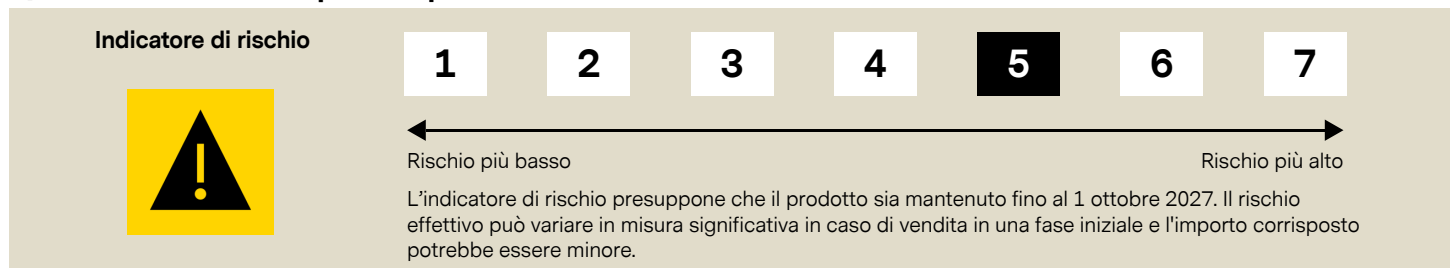 Indicatore di rischio
1 2 3 4 5 6 7
Rischio più basso Rischio più alto
L'indicatore di rischio presuppone che il prodotto sia mantenuto fino al 1 ottobre 2027. Il rischio
effettivo può variare in misura significativa in caso di vendita in una fase iniziale e l'importo corrisposto
potrebbe essere minore.